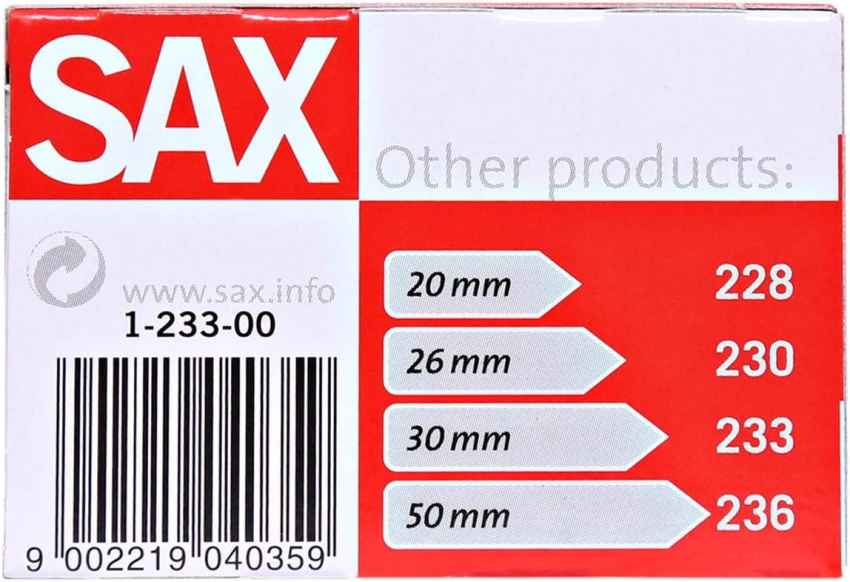 SAX
Other products:
www.sax.info
1-233-00
9 002219 040359
20 mm 228
26 mm 230
30 mm 233
50 mm 236